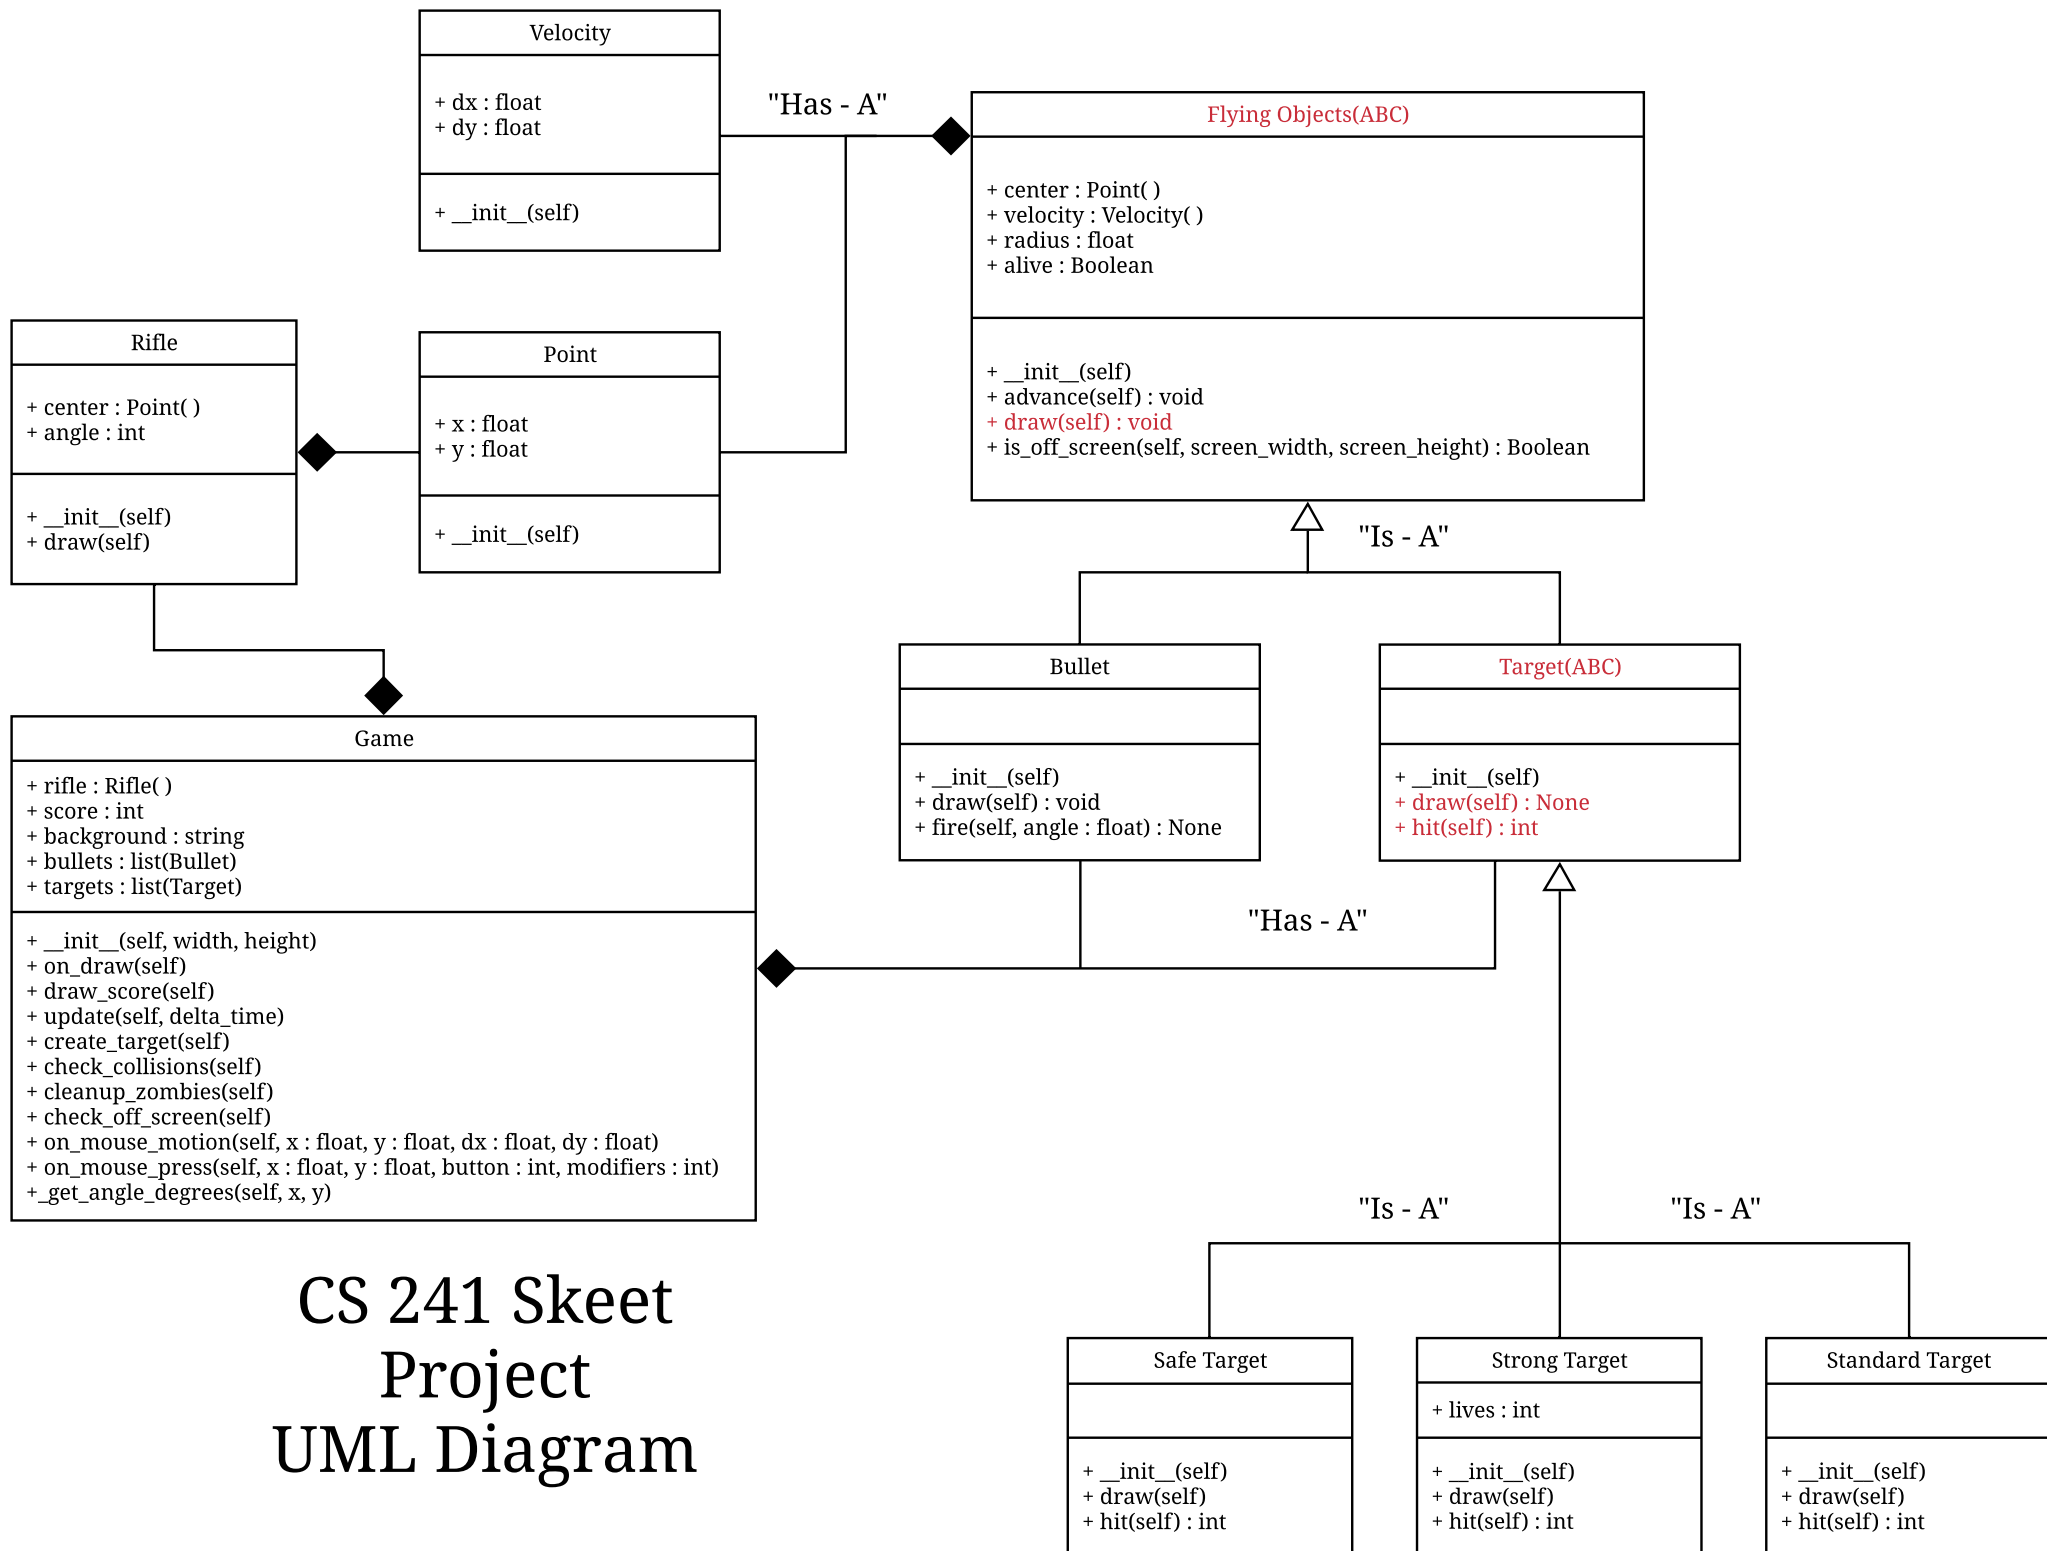 Velocity
+ dx : float
+ dy : float
+ __init__(self)
"Has - A"
Flying Objects(ABC)
+ center : Point( )
+ velocity : Velocity( )
+ radius : float
+ alive : Boolean
+ __init__(self)
+ advance(self) : void
+ draw(self) : void
+ is_off_screen(self, screen_width, screen_height) : Boolean
Rifle
+ center : Point( )
+ angle : int
+ __init__(self)
+ draw(self)
Point
+ x : float
+ y : float
+ __init__(self)
"Is - A"
Bullet
+ __init__(self)
+ draw(self) : void
+ fire(self, angle : float) : None
Target(ABC)
+ __init__(self)
+ draw(self) : None
+ hit(self) : int
Game
+ rifle : Rifle( )
+ score : int
+ background : string
+ bullets : list(Bullet)
+ targets : list(Target)
+ __init__(self, width, height)
+ on_draw(self)
+ draw_score(self)
+ update(self, delta_time)
+ create_target(self)
+ check_collisions(self)
+ cleanup_zombies(self)
+ check_off_screen(self)
+ on_mouse_motion(self, x : float, y : float, dx : float, dy : float)
+ on_mouse_press(self, x : float, y : float, button : int, modifiers : int)
+_get_angle_degrees(self, x, y)
"Has - A"
"Is - A"
"Is - A"
CS 241 Skeet
Project
UML Diagram
Safe Target
+ __init__(self)
+ draw(self)
+ hit(self) : int
Strong Target
+ lives : int
+ __init__(self)
+ draw(self)
+ hit(self) : int
Standard Target
+ __init__(self)
+ draw(self)
+ hit(self) : int